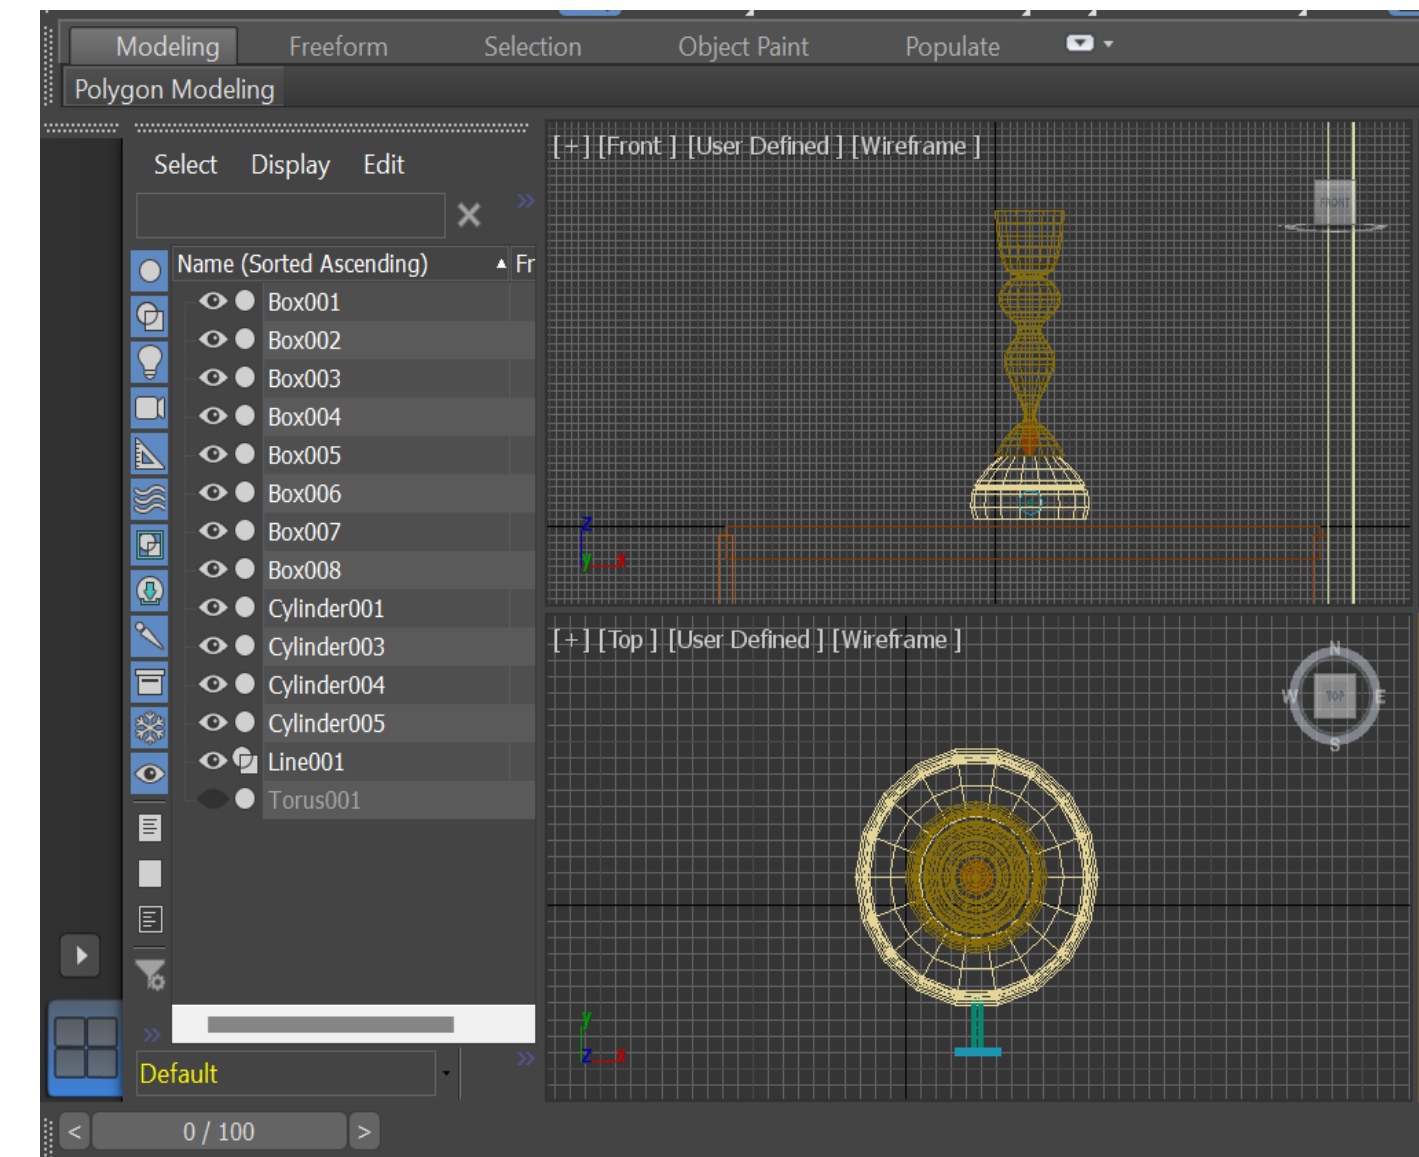 Modeling Freeform Selection Object Paint Populate
Polygon Modeling
Select Display Edit
Name (Sorted Ascending) Fr
Box001
Box002
Box003
Box004
Box005
Box006
Box007
Box008
Cylinder001
Cylinder003
Cylinder004
Cylinder005
Line001
Torus001
Default
< 0 / 100 >
[+] [Front ] [User Defined ] [Wireframe ]
FRONT
z
y x
[+] [Top ] [User Defined ] [Wireframe ]
N
W TOP E
S
y
z x